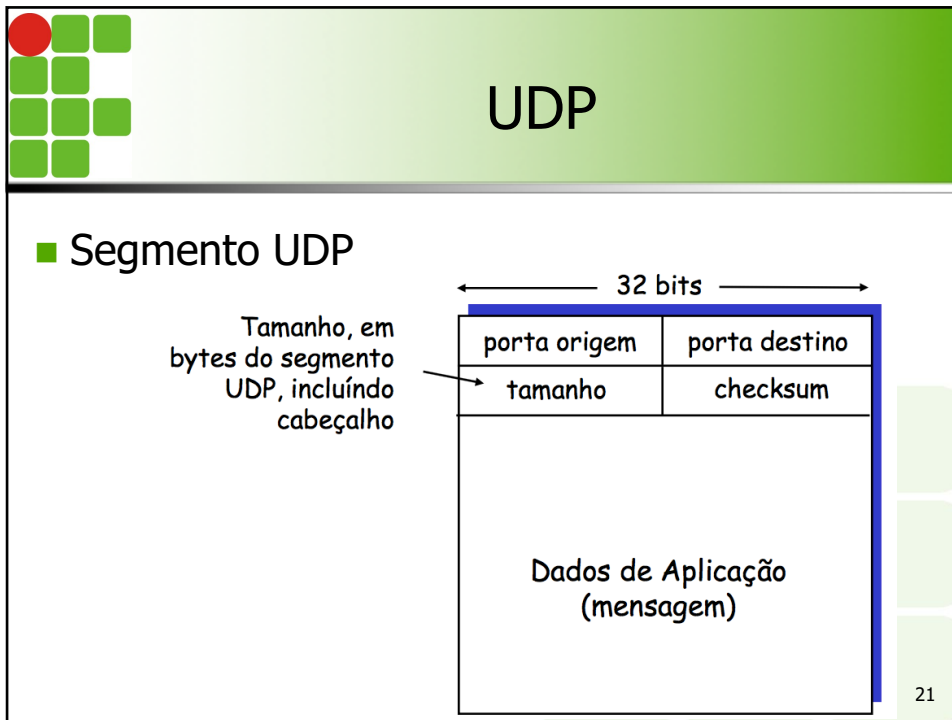 UDP
Segmento UDP
32 bits
Tamanho, em
bytes do segmento
UDP, incluíndo
cabeçalho
porta origem porta destino
tamanho checksum
Dados de Aplicação
(mensagem)
21